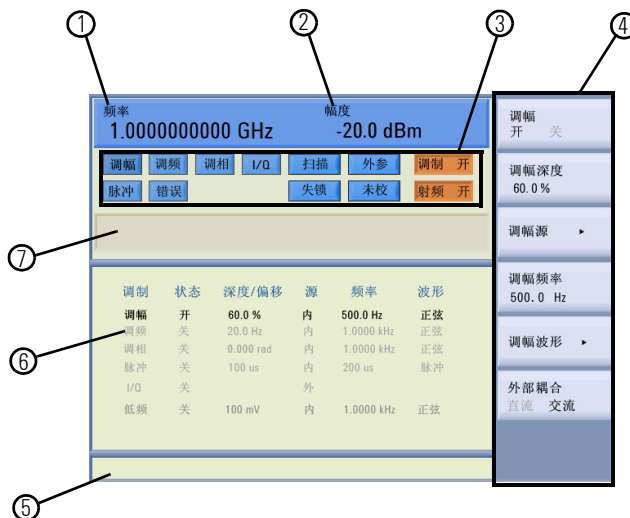 ① ② ③ ④
频率 幅度
1.0000000000 GHz -20.0 dBm
调幅 调频 调相 I/Q 扫描 外参 调制 开
脉冲 错误 失锁 未校 射频 开
⑦
调制 状态 深度/偏移 源 频率 波形
调幅 开 60.0 % 内 500.0 Hz 正弦
调频 关 20.0 Hz 内 1.0000 kHz 正弦
⑥
调相 关 0.000 rad 内 1.0000 kHz 正弦
脉冲 关 100 us 内 200 us 脉冲
I/Q 关 外
低频 关 100 mV 内 1.0000 kHz 正弦
⑤
调幅
开 关
调幅深度
60.0%
调幅源 ▸
调幅频率
500.0 Hz
调幅波形 ▸
外部耦合
直流 交流